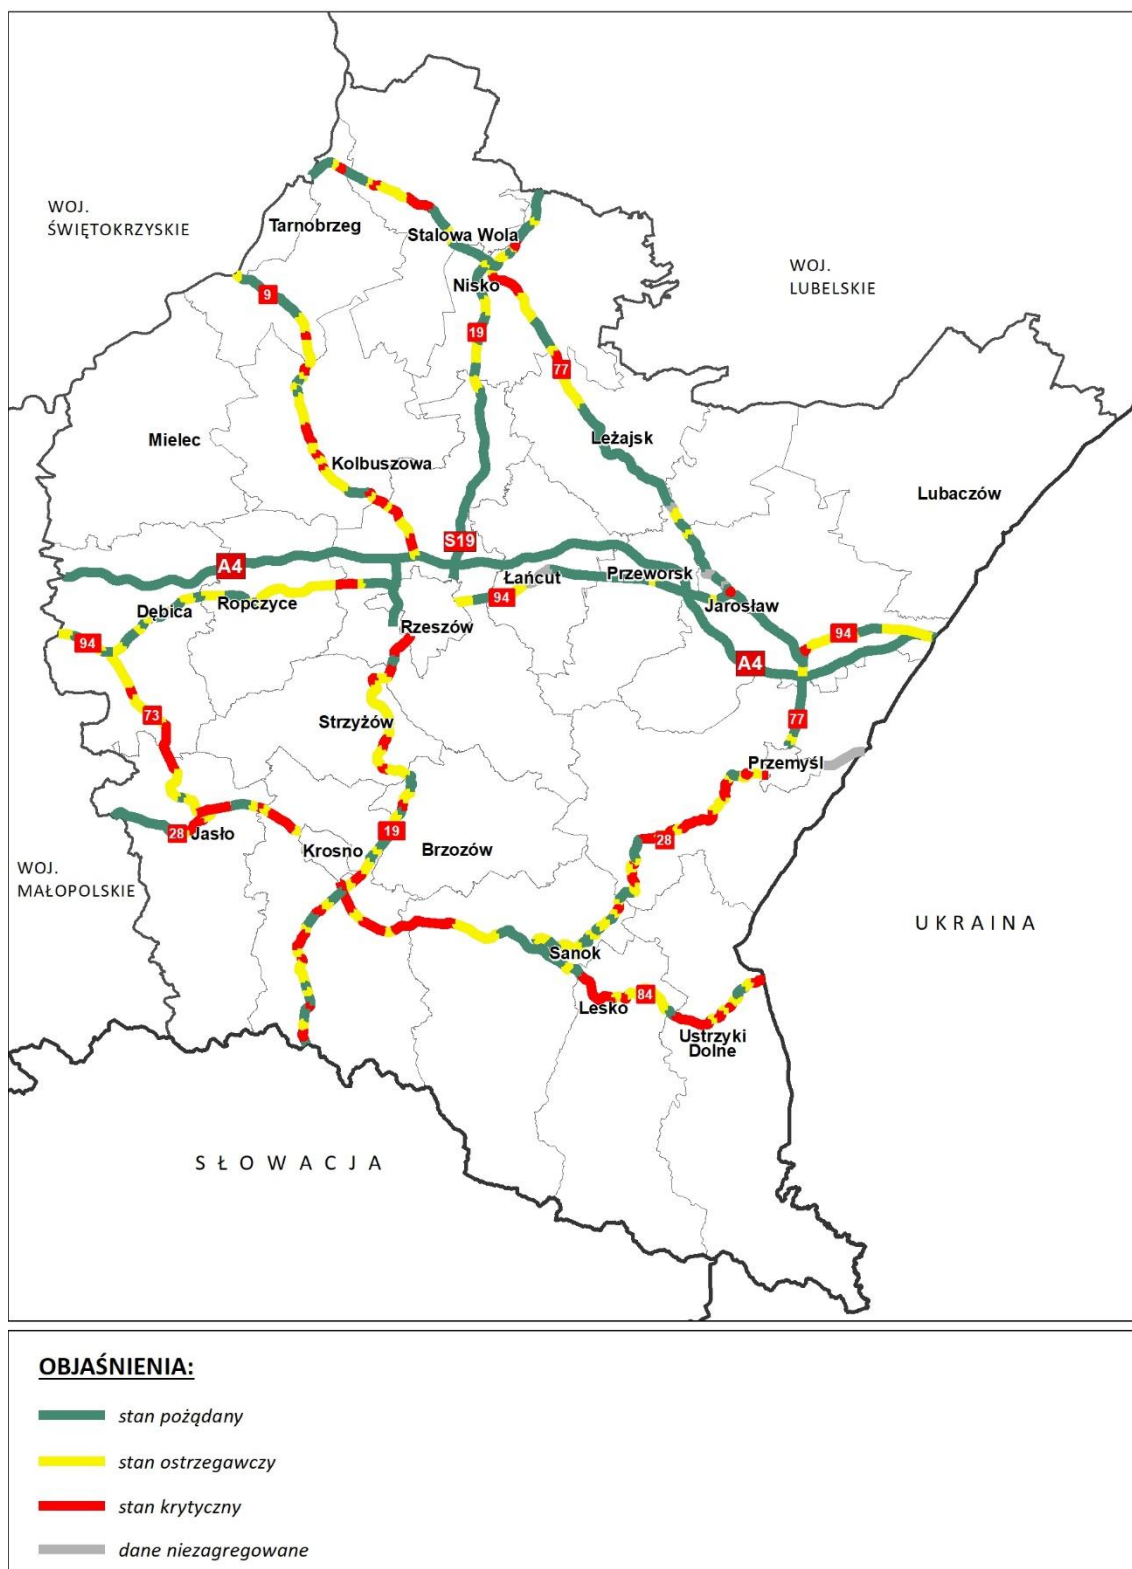 WOJ.
ŚWIĘTOKRZYSKIE
Tarnobrzeg
Stalowa Wola
WOJ.
LUBELSKIE
Nisko
9
19
77
Leżajsk
Mielec
Kolbuszowa
Lubaczów
S19
A4
Łańcut
Przeworsk
94
Ropczyce
Dębica
Jarosław
Rzeszów
94
94
A4
73
Strzyżów
77
Przemyśl
28
Jasło
19
28
Krosno
Brzozów
WOJ.
MAŁOPOLSKIE
UKRAINA
Sanok
84
Lesko
Ustrzyki
Dolne
SŁOWACJA
OBJAŚNIENIA:
stan pożądany
stan ostrzegawczy
stan krytyczny
dane niezagregowane